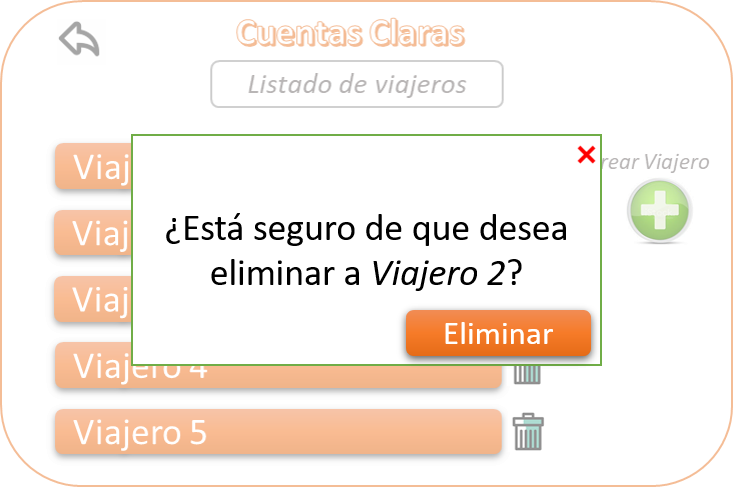 Cuentas Claras
Listado de viajeros
Viaj
rear Viajero
¿Está seguro de que desea
eliminar a Viajero 2?
Viaj
Viaj
Eliminar
Viajero 4
Viajero 5